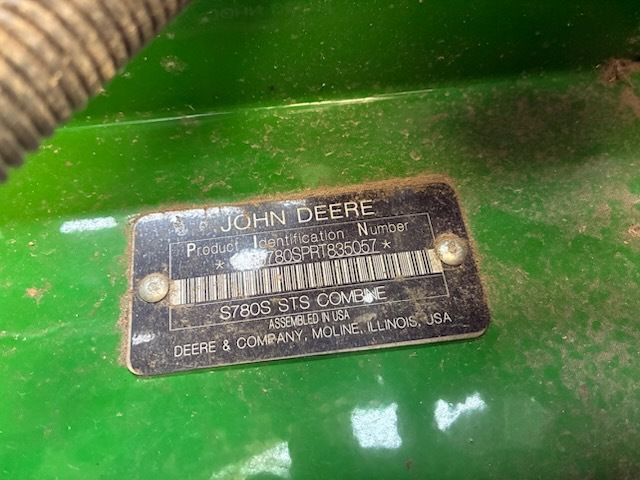 JOHN DEERE
Product Identification Number
780SPRT835057*
S780S STS COMBINE
ASSEMBLED IN USA
DEERE & COMPANY, MOLINE, ILLINOIS, USA